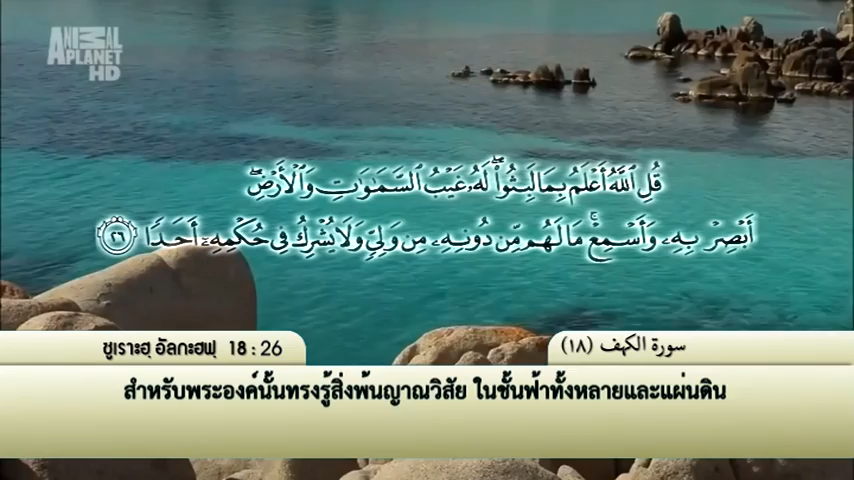 ANIMAL
PLANET
HD
قُلِ ٱللَّهُ أَعْلَمُ بِمَا لَبِثُوا۟ ۖ لَهُۥ غَيْبُ ٱلسَّمَـٰوَٰتِ وَٱلْأَرْضِ ۖ
أَبْصِرْ بِهِۦ وَأَسْمِعْ ۚ مَا لَهُم مِّن دُونِهِۦ مِن وَلِىٍّ وَلَا يُشْرِكُ فِى حُكْمِهِۦٓ أَحَدًا ٢٦
ซูเราะฮฺ อัลกะฮฟฺ 18 : 26
سورة الكهف (١٨)
สำหรับพระองค์นั้นทรงรู้สิ่งพ้นญาณวิสัย ในชั้นฟ้าทั้งหลายและแผ่นดิน